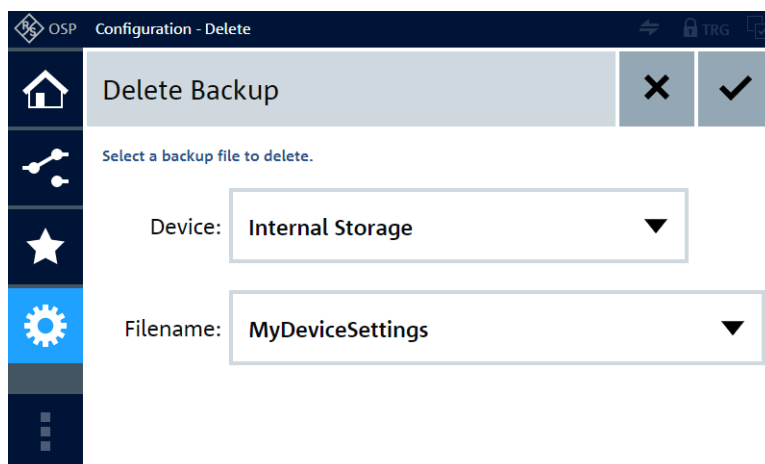 R&S OSP Configuration - Delete TRG
Delete Backup
Select a backup file to delete.
Device: Internal Storage
Filename: MyDeviceSettings